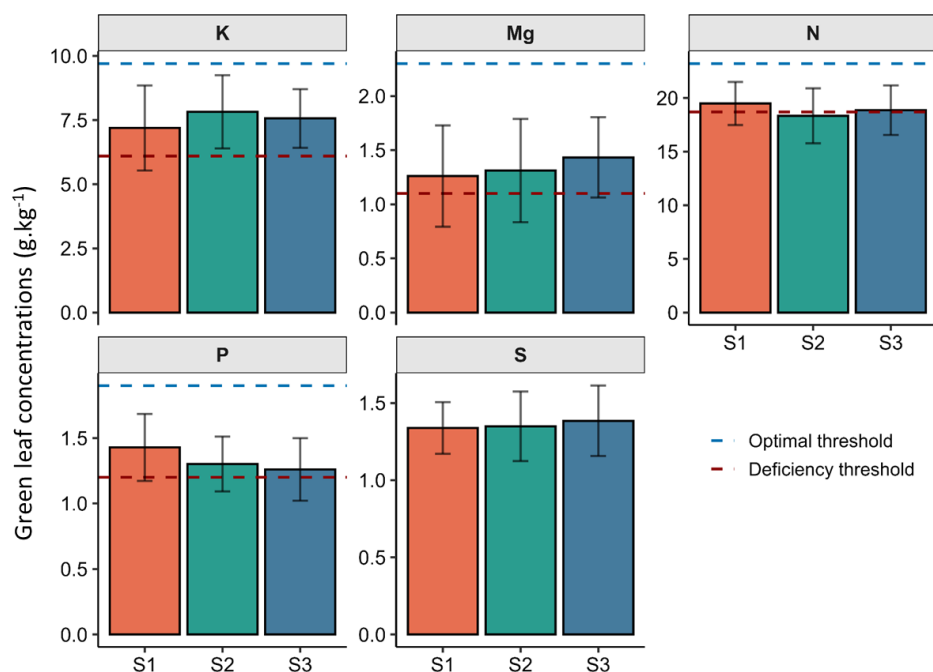 Green leaf concentrations (g.kg⁻¹)
K
10.0
7.5
5.0
2.5
0.0
Mg
2.0
1.5
1.0
0.5
0.0
N
20
15
10
5
0
S1 S2 S3
P
1.5
1.0
0.5
0.0
S1 S2 S3
S
1.5
1.0
0.5
0.0
S1 S2 S3
Optimal threshold
Deficiency threshold